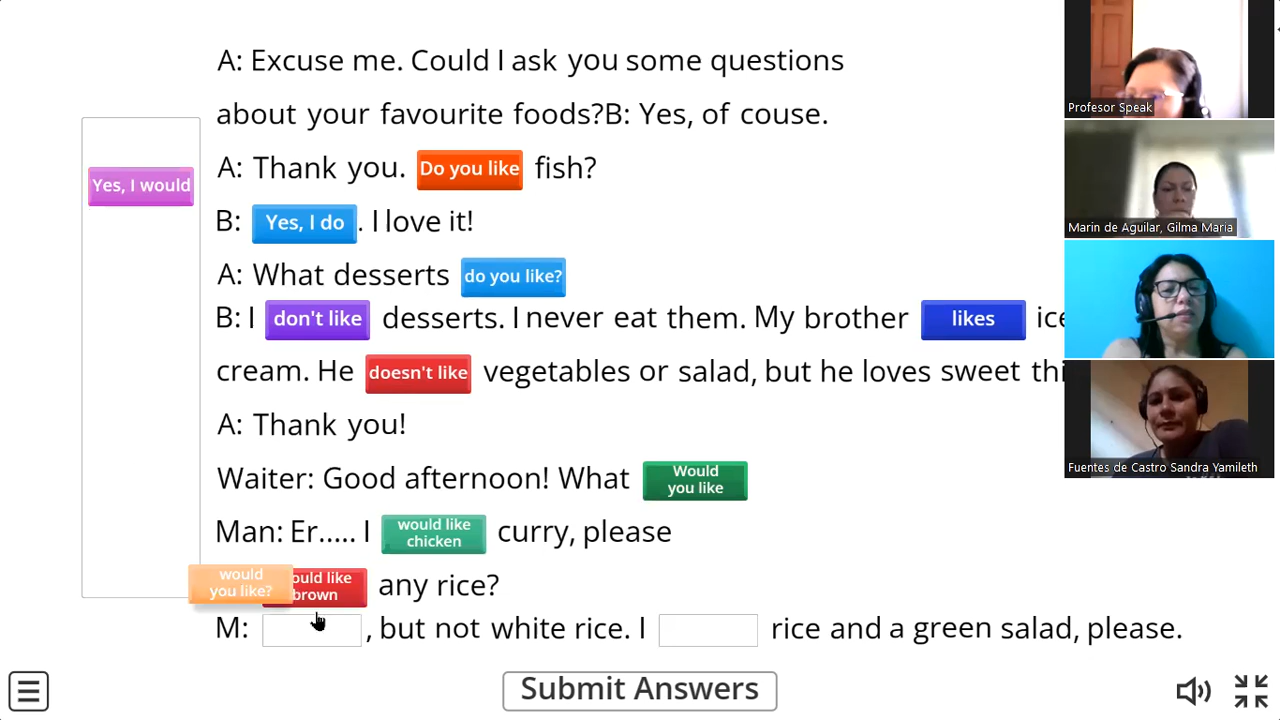 A: Excuse me. Could I ask you some questions
about your favourite foods?B: Yes, of couse.
A: Thank you. Do you like fish?
B: Yes, I do . I love it!
A: What desserts do you like?
B: I don't like desserts. I never eat them. My brother likes
cream. He doesn't like vegetables or salad, but he loves sweet
A: Thank you!
Waiter: Good afternoon! What Would you like
Man: Er..... I would like chicken curry, please
would you like? like brown any rice?
M: , but not white rice. I rice and a green salad, please.
Yes, I would
Submit Answers
Profesor Speak
Marin de Aguilar, Gilma Maria
Fuentes de Castro Sandra Yamileth